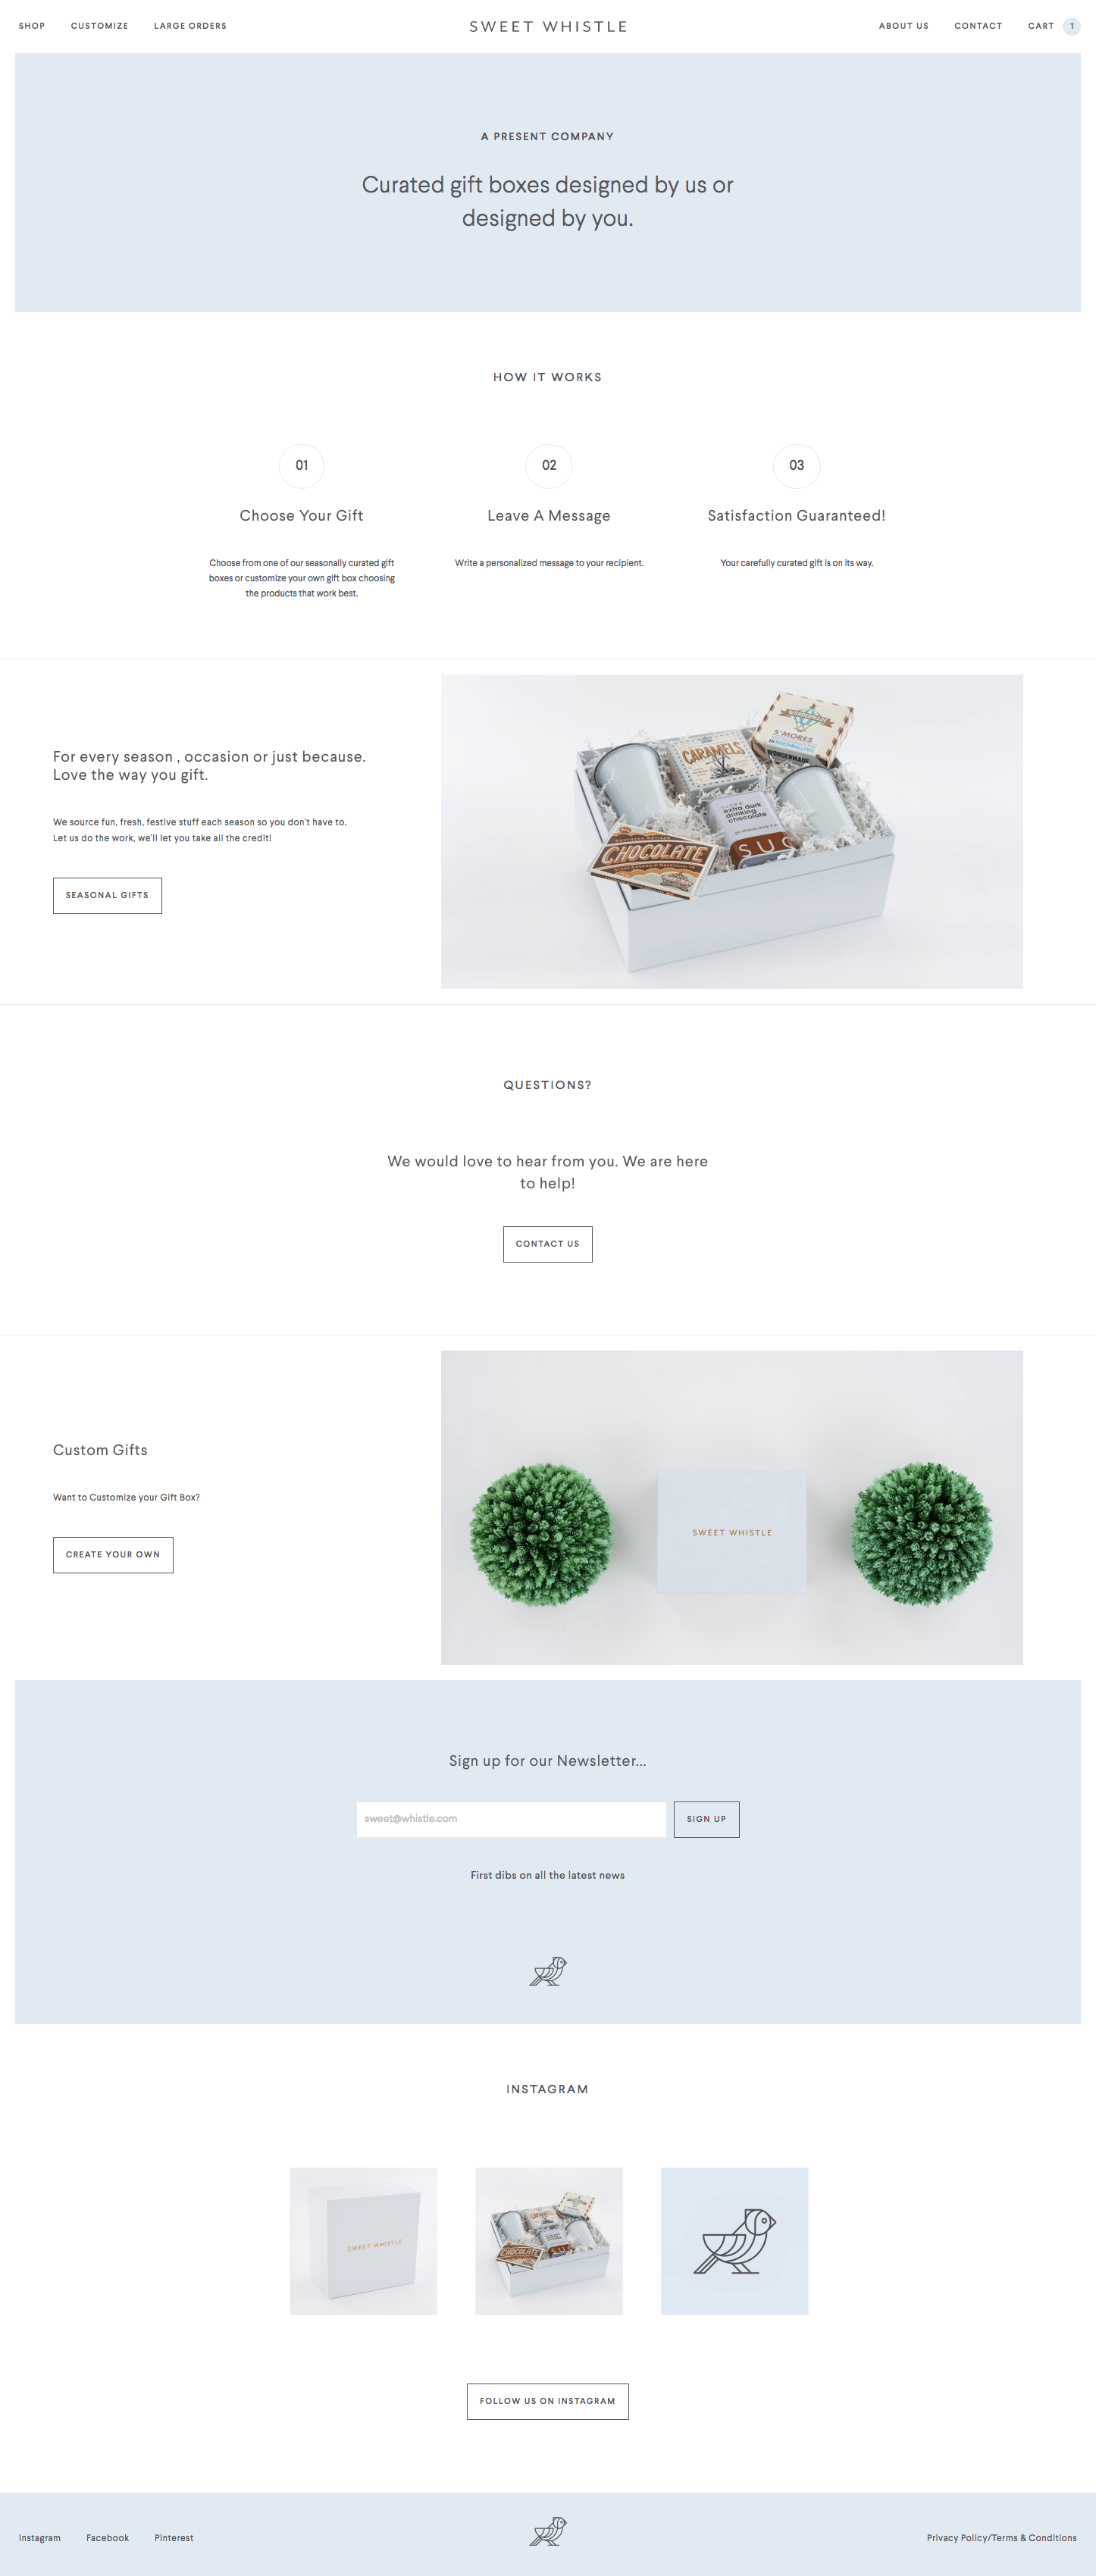 SHOP CUSTOMIZE LARGE ORDERS SWEET WHISTLE ABOUT US CONTACT CART 1
A PRESENT COMPANY
Curated gift boxes designed by us or
designed by you.
HOW IT WORKS
01 02 03
Choose Your Gift Leave A Message Satisfaction Guaranteed!
Choose from one of our seasonally curated gift
boxes or customize your own gift box choosing
the products that work best.
Write a personalized message to your recipient.
Your carefully curated gift is on its way.
For every season , occasion or just because.
Love the way you gift.
We source fun, fresh, festive stuff each season so you don't have to.
Let us do the work, we'll let you take all the credit!
SEASONAL GIFTS
WONDERMADE
S'MORES
MARSHMALLOWS
WONDERMADE
CARAMELS
extra dark
drinking
chocolate
SUC
CHOCOLATE
QUESTIONS?
We would love to hear from you. We are here
to help!
CONTACT US
Custom Gifts
Want to Customize your Gift Box?
CREATE YOUR OWN
SWEET WHISTLE
Sign up for our Newsletter...
sweet@whistle.com
SIGN UP
First dibs on all the latest news
INSTAGRAM
SWEET WHISTLE
CARAMELS
SUC
CHOCOLATE
FOLLOW US ON INSTAGRAM
Instagram Facebook Pinterest Privacy Policy/Terms & Conditions